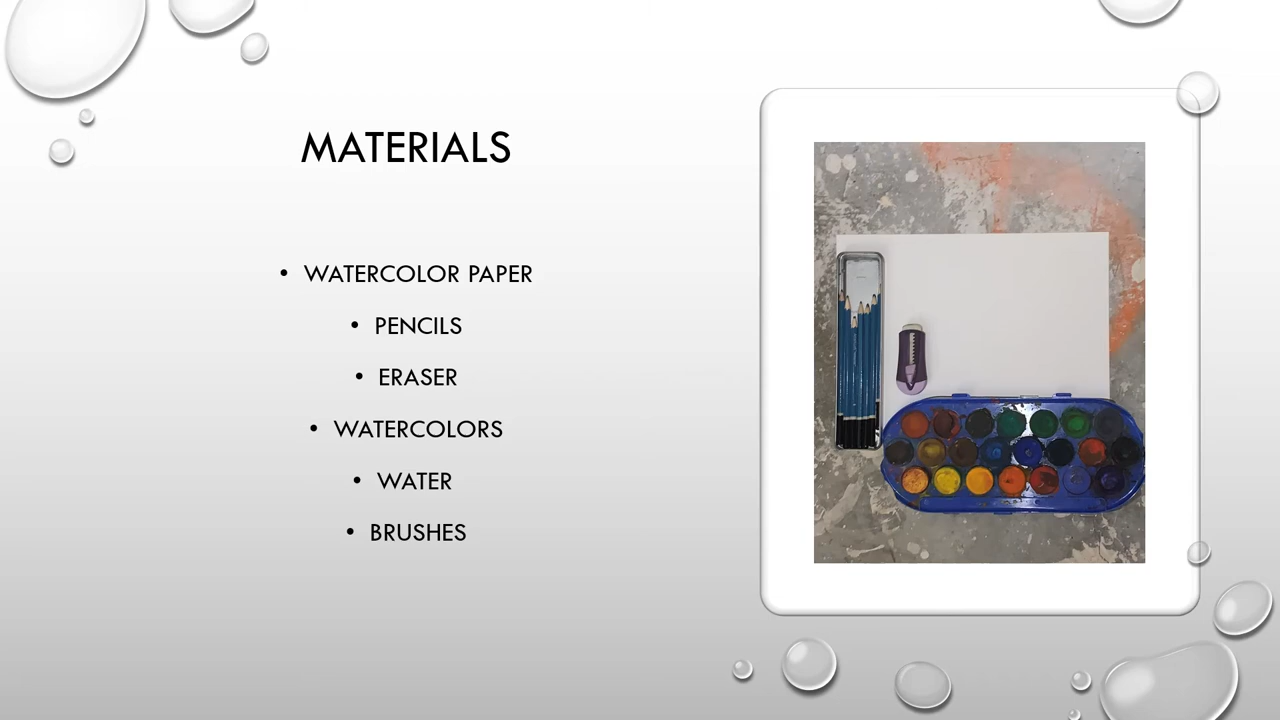 MATERIALS
• WATERCOLOR PAPER
• PENCILS
• ERASER
• WATERCOLORS
• WATER
• BRUSHES